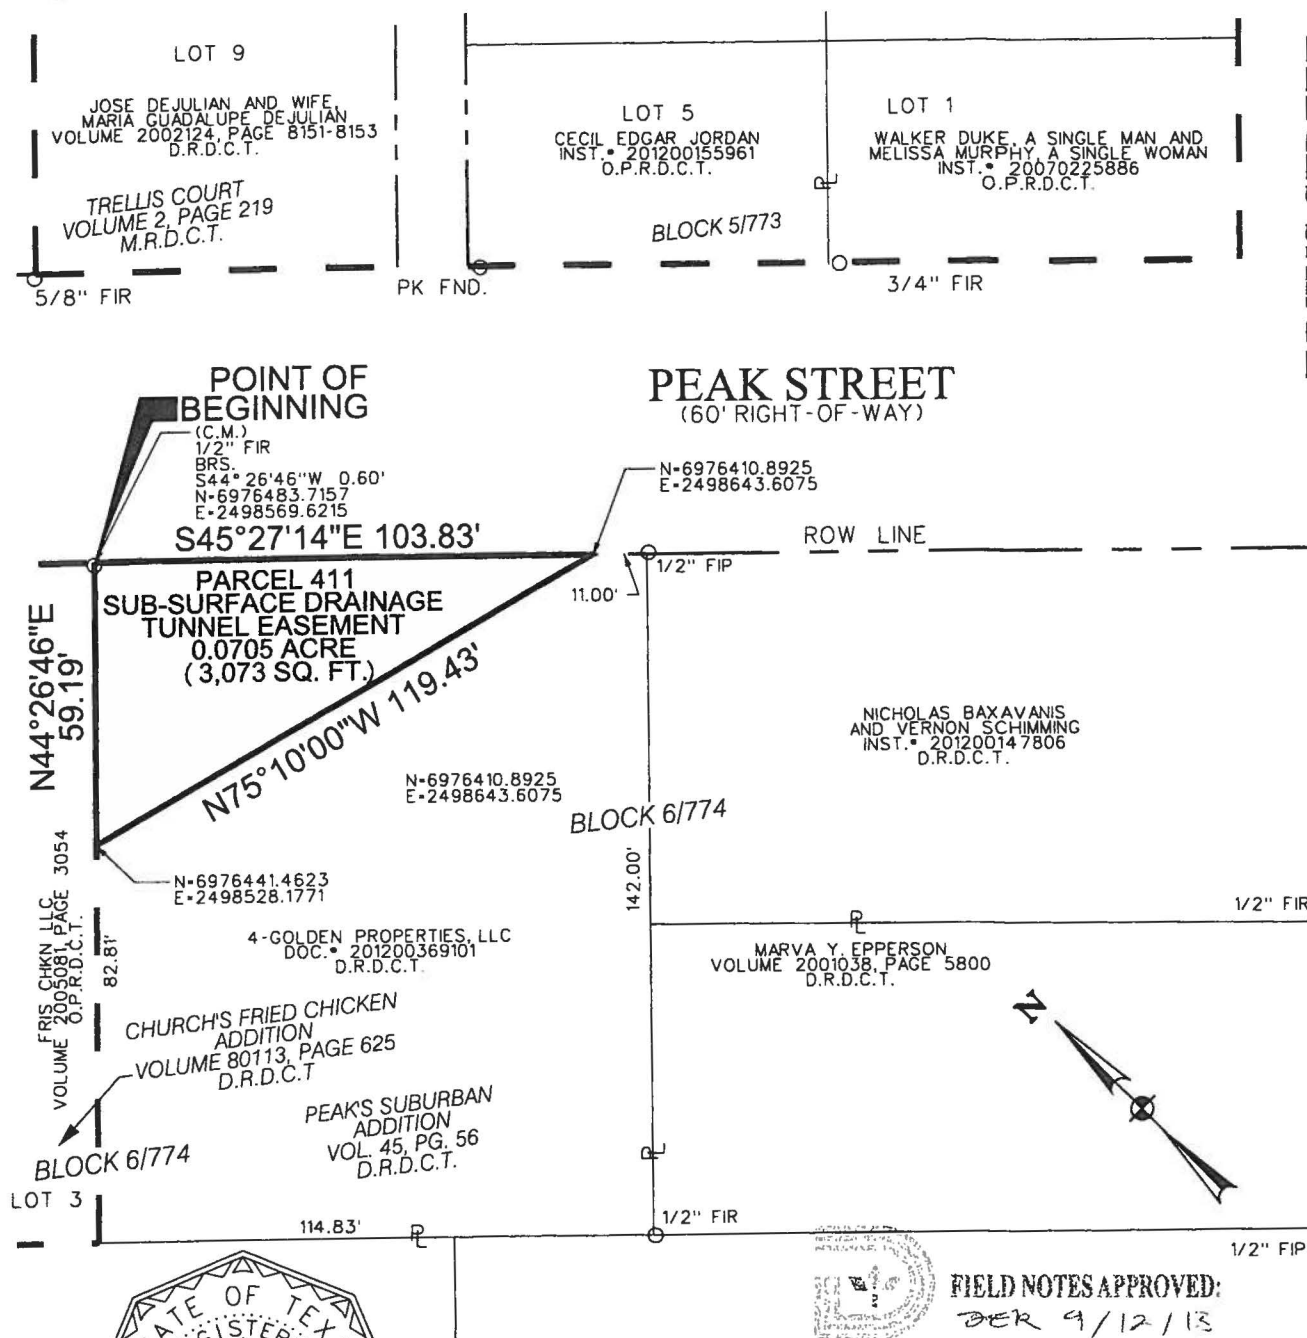 LOT 9
JOSE DEJULIAN AND WIFE,
MARIA GUADALUPE DEJULIAN
VOLUME 2002124, PAGE 8151-8153
D.R.D.C.T.
TRELLIS COURT
VOLUME 2, PAGE 219
M.R.D.C.T.
5/8" FIR
PK FND.
LOT 5
CECIL EDGAR JORDAN
INST.# 201200155961
O.P.R.D.C.T.
BLOCK 5/773
PL
LOT 1
WALKER DUKE, A SINGLE MAN AND
MELISSA MURPHY, A SINGLE WOMAN
INST.# 20070225886
O.P.R.D.C.T.
3/4" FIR
POINT OF
BEGINNING
(C.M.)
1/2" FIR
BRS.
S44°26'46"W 0.60'
N=6976483.7157
E=2498569.6215
PEAK STREET
(60' RIGHT-OF-WAY)
N=6976410.8925
E=2498643.6075
S45°27'14"E 103.83'
ROW LINE
1/2" FIP
11.00'
PARCEL 411
SUB-SURFACE DRAINAGE
TUNNEL EASEMENT
0.0705 ACRE
(3,073 SQ. FT.)
N44°26'46"E
59.19'
N75°10'00"W 119.43'
N=6976410.8925
E=2498643.6075
BLOCK 6/774
142.00'
NICHOLAS BAXAVANIS
AND VERNON SCHIMMING
INST.# 201200147806
D.R.D.C.T.
N=6976441.4623
E=2498528.1771
FRIS CHKN LLC
VOLUME 2005081, PAGE 3054
O.P.R.D.C.T.
82.81'
4-GOLDEN PROPERTIES, LLC
DOC.# 201200369101
D.R.D.C.T.
1/2" FIR
PL
MARVA Y. EPPERSON
VOLUME 2001038, PAGE 5800
D.R.D.C.T.
N
CHURCH'S FRIED CHICKEN
ADDITION
VOLUME 80113, PAGE 625
D.R.D.C.T
PEAK'S SUBURBAN
ADDITION
VOL. 45, PG. 56
D.R.D.C.T.
BLOCK 6/774
LOT 3
PL
114.83'
PL
1/2" FIR
1/2" FIP
FIELD NOTES APPROVED:
9/12/13